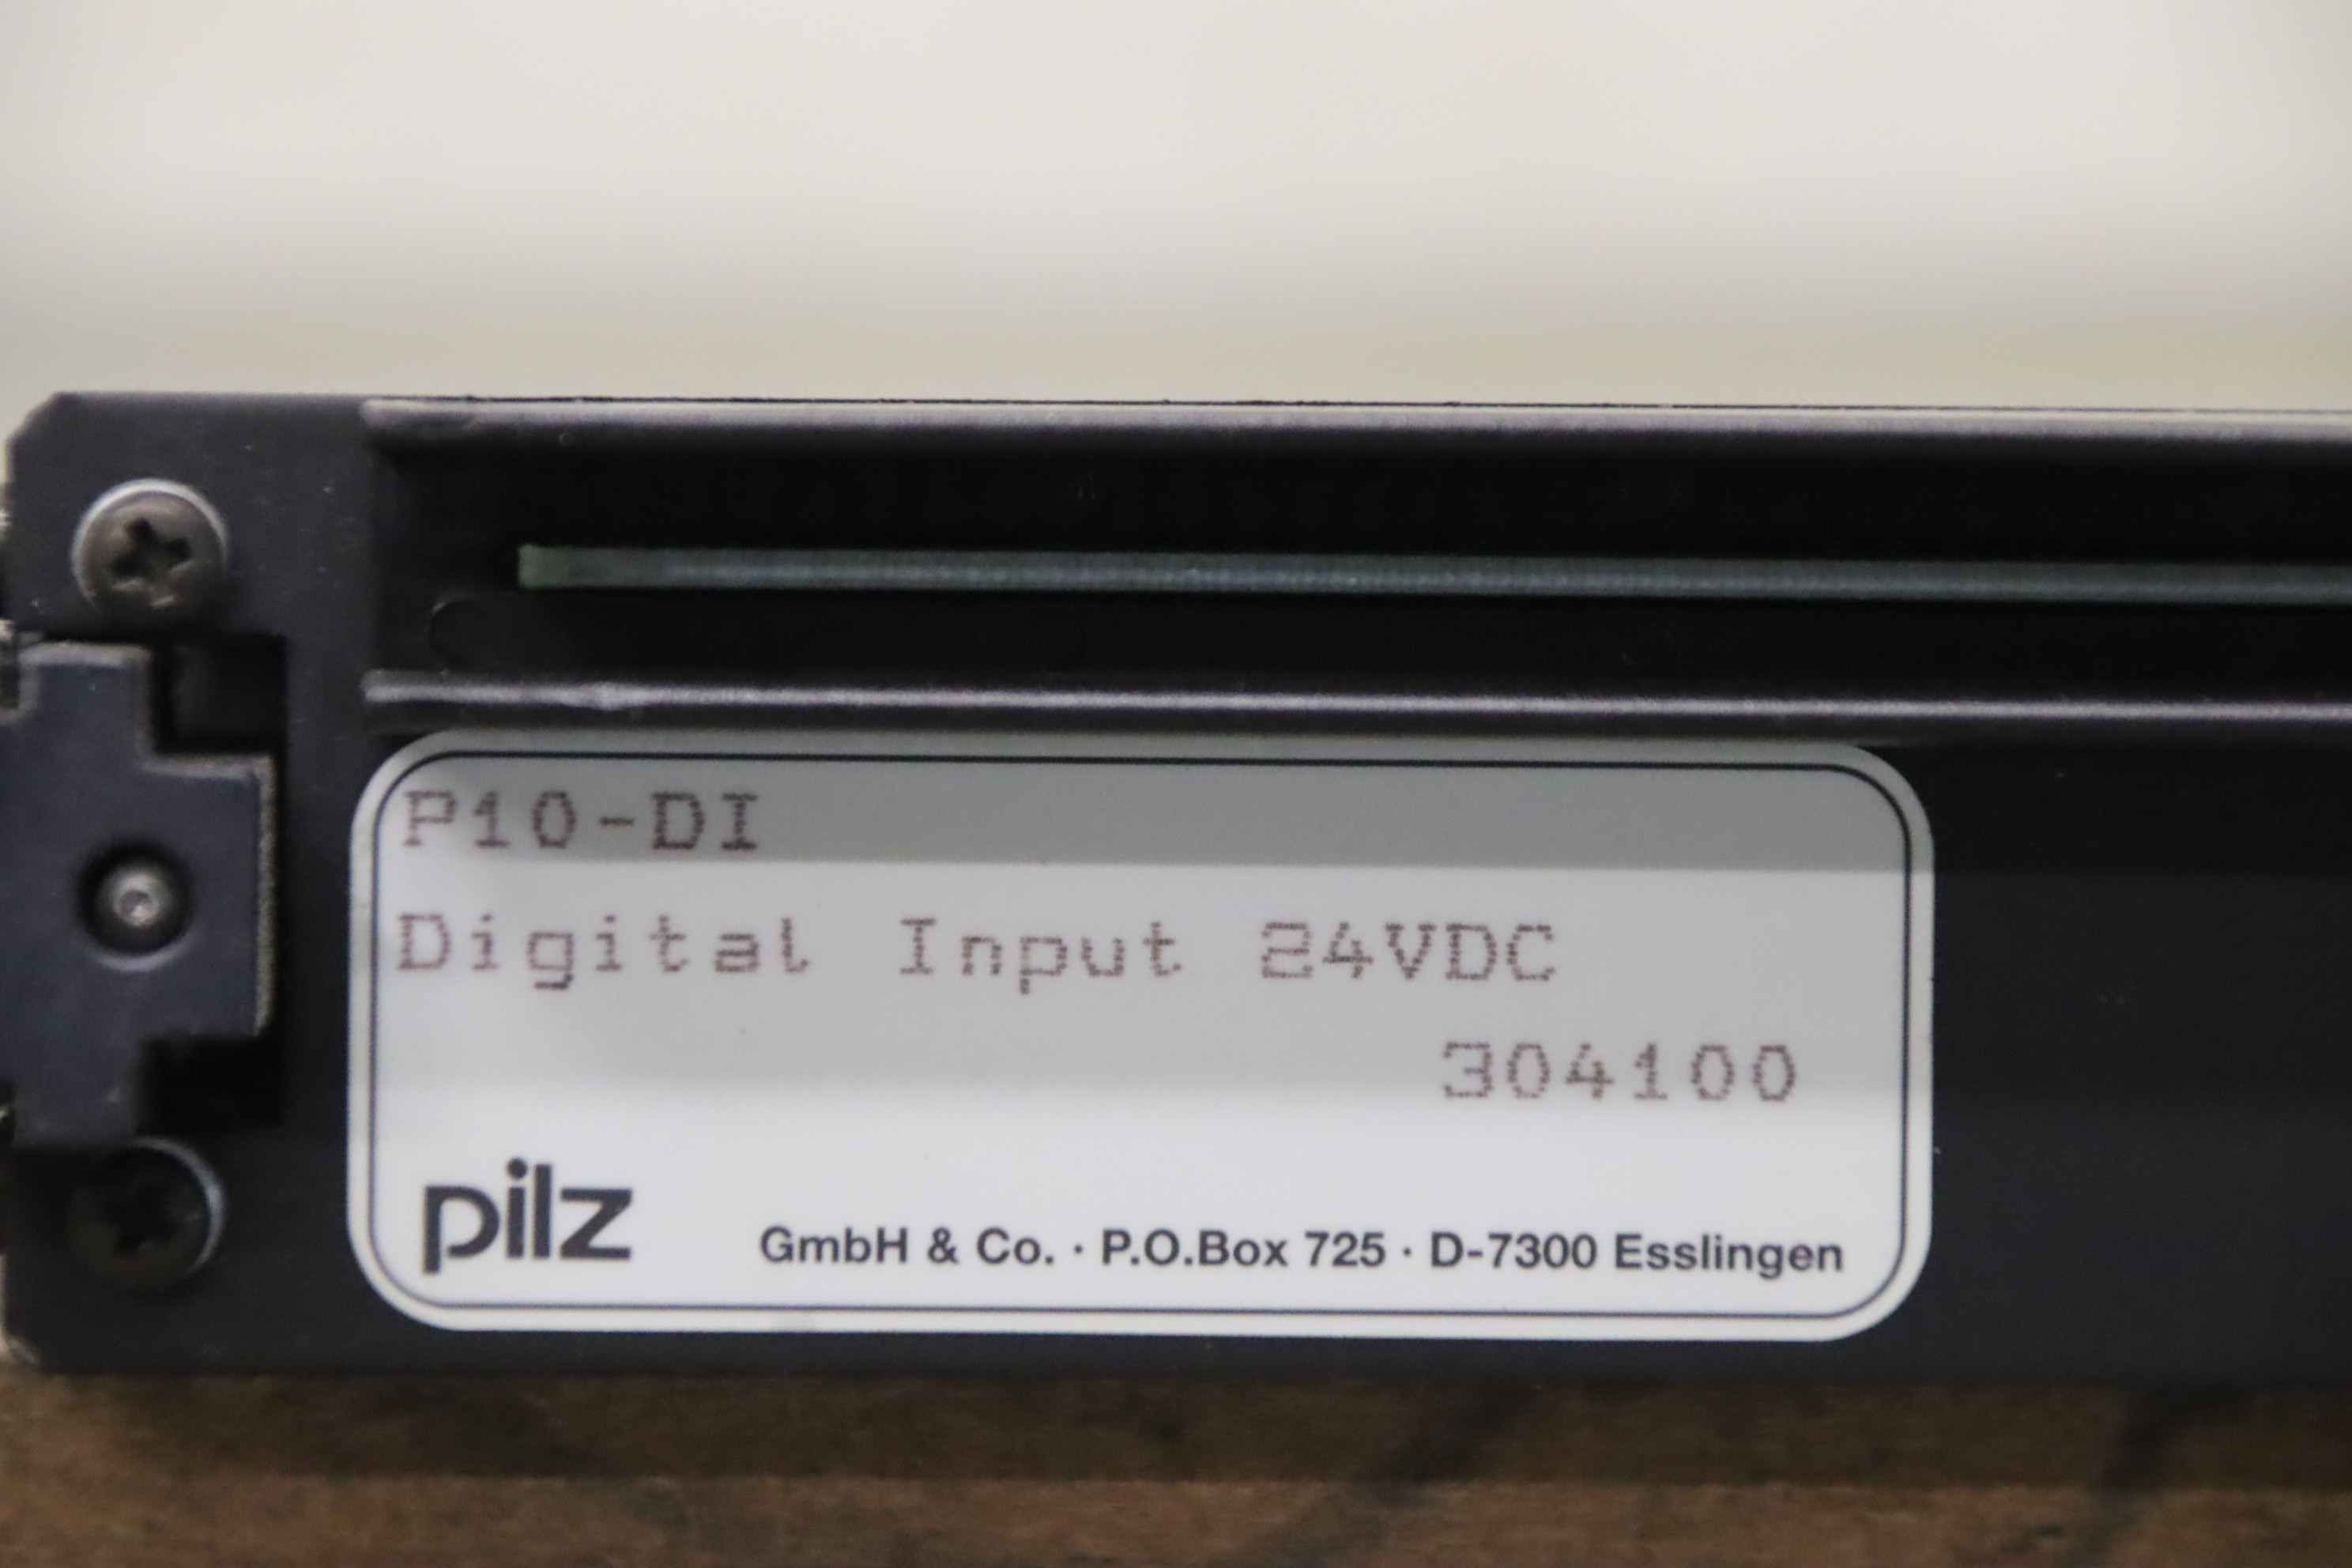 P10-DI
Digital Input 24VDC
304100
pilz
GmbH & Co. · P.O.Box 725 · D-7300 Esslingen